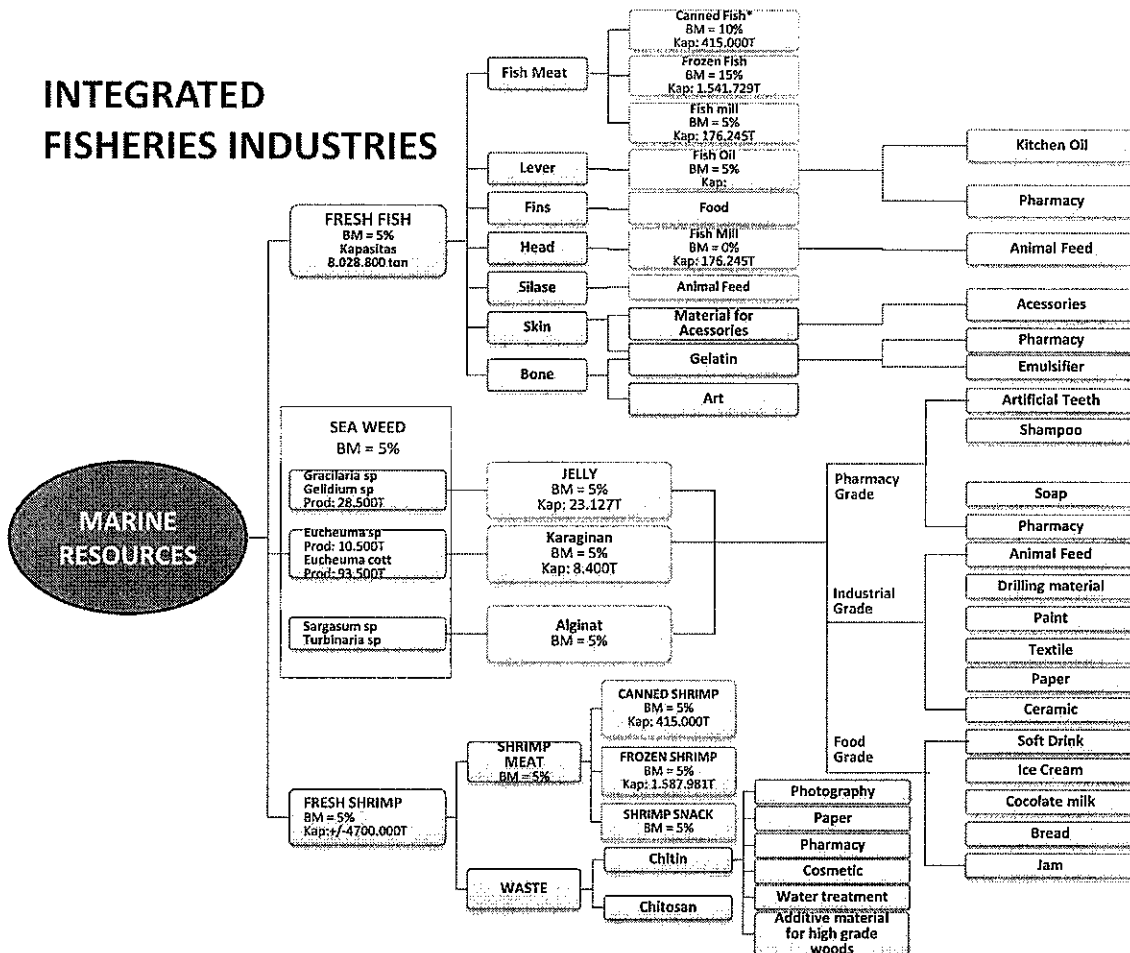 INTEGRATED
FISHERIES INDUSTRIES
MARINE
RESOURCES
FRESH FISH
BM = 5%
Kapasitas
8.028.800 ton
Fish Meat
Canned Fish*
BM = 10%
Kap: 415.000T
Frozen Fish
BM = 15%
Kap: 1.541.729T
Fish mill
BM = 5%
Kap: 176.245T
Lever
Fish Oil
BM = 5%
Kap:
Kitchen Oil
Pharmacy
Fins
Food
Head
Fish Mill
BM = 0%
Kap: 176.245T
Animal Feed
Silase
Animal Feed
Skin
Material for
Acessories
Acessories
Gelatin
Pharmacy
Emulsifier
Bone
Art
SEA WEED
BM = 5%
Gracilaria sp
Gelidium sp
Prod: 28.500T
Eucheuma sp
Prod: 10.500T
Eucheuma cott
Prod: 93.500T
Sargasum sp
Turbinaria sp
JELLY
BM = 5%
Kap: 23.127T
Karaginan
BM = 5%
Kap: 8.400T
Alginat
BM = 5%
Pharmacy
Grade
Artificial Teeth
Shampoo
Soap
Pharmacy
Industrial
Grade
Animal Feed
Drilling material
Paint
Textile
Paper
Ceramic
Food
Grade
Soft Drink
Ice Cream
Cocolate milk
Bread
Jam
FRESH SHRIMP
BM = 5%
Kap:+/-4700.000T
SHRIMP
MEAT
BM = 5%
CANNED SHRIMP
BM = 5%
Kap: 415.000T
FROZEN SHRIMP
BM = 5%
Kap: 1.587.981T
SHRIMP SNACK
BM = 5%
WASTE
Chitin
Chitosan
Photography
Paper
Pharmacy
Cosmetic
Water treatment
Additive material
for high grade
woods